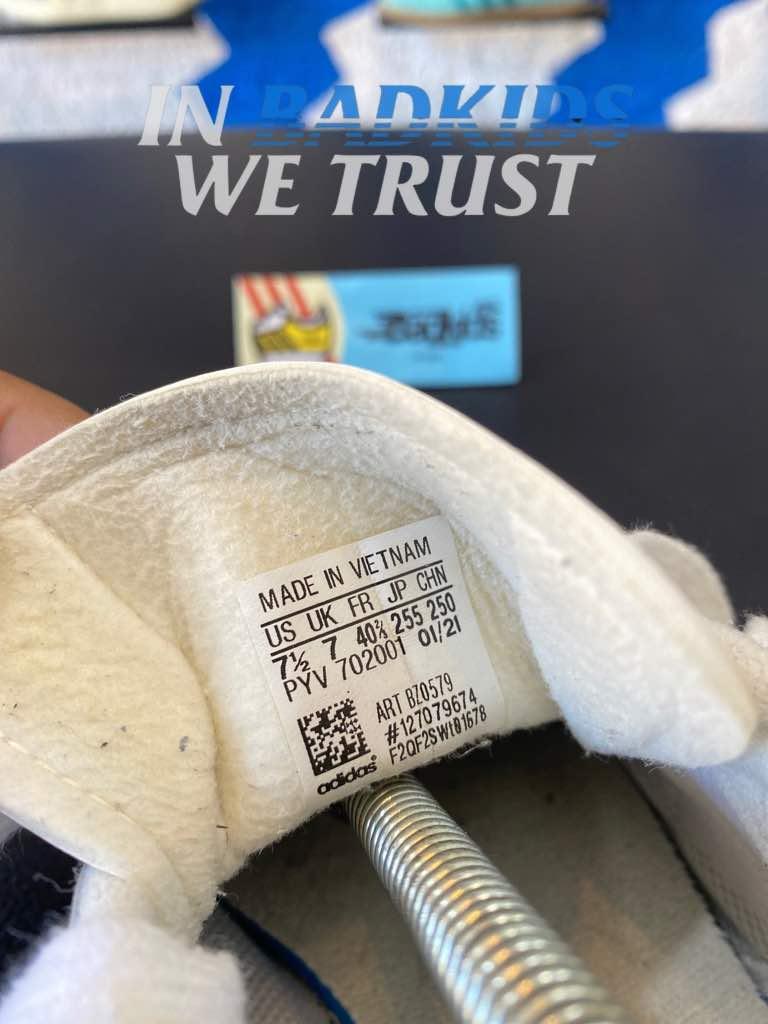 IN BADKIDS
WE TRUST
Badkids
MADE IN VIETNAM
US UK FR JP CHN
7½ 7 40⅔ 255 250
PYV 702001 01/21
ART BZ0579
#127079674
adidas